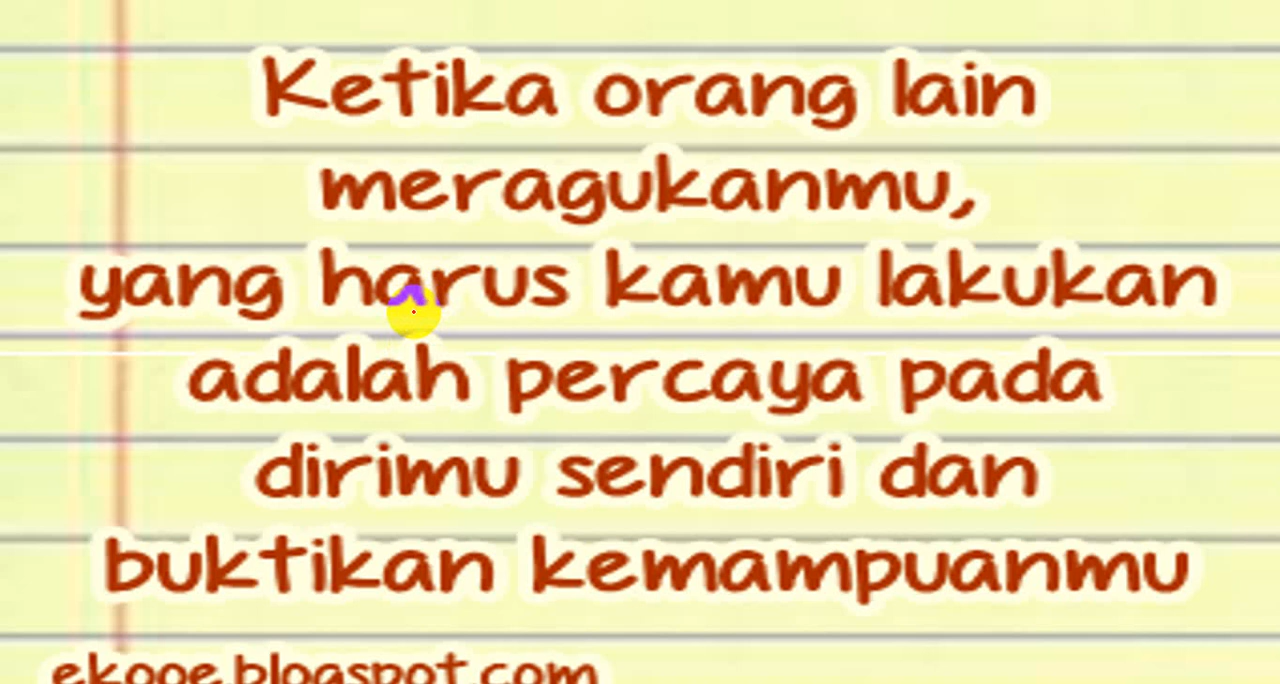 Ketika orang lain
meragukanmu,
yang harus kamu lakukan
adalah percaya pada
dirimu sendiri dan
buktikan kemampuanmu
ekooe.blogspot.com